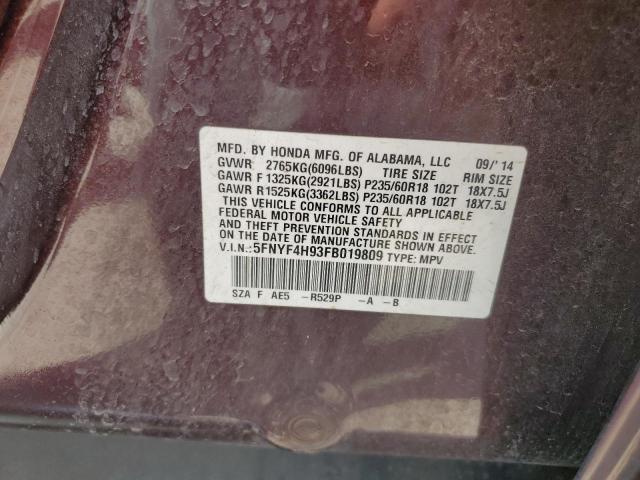 MFD. BY HONDA MFG. OF ALABAMA, LLC 09/'14
GVWR 2765KG(6096LBS) TIRE SIZE RIM SIZE
GAWR F 1325KG(2921LBS) P235/60R18 102T 18X7.5J
GAWR R1525KG(3362LBS) P235/60R18 102T 18X7.5J
THIS VEHICLE CONFORMS TO ALL APPLICABLE
FEDERAL MOTOR VEHICLE SAFETY
AND THEFT PREVENTION STANDARDS IN EFFECT
ON THE DATE OF MANUFACTURE SHOWN ABOVE.
V.I.N.:5FNYF4H93FB019809 TYPE: MPV
SZA F AE5 -R529P -A -B